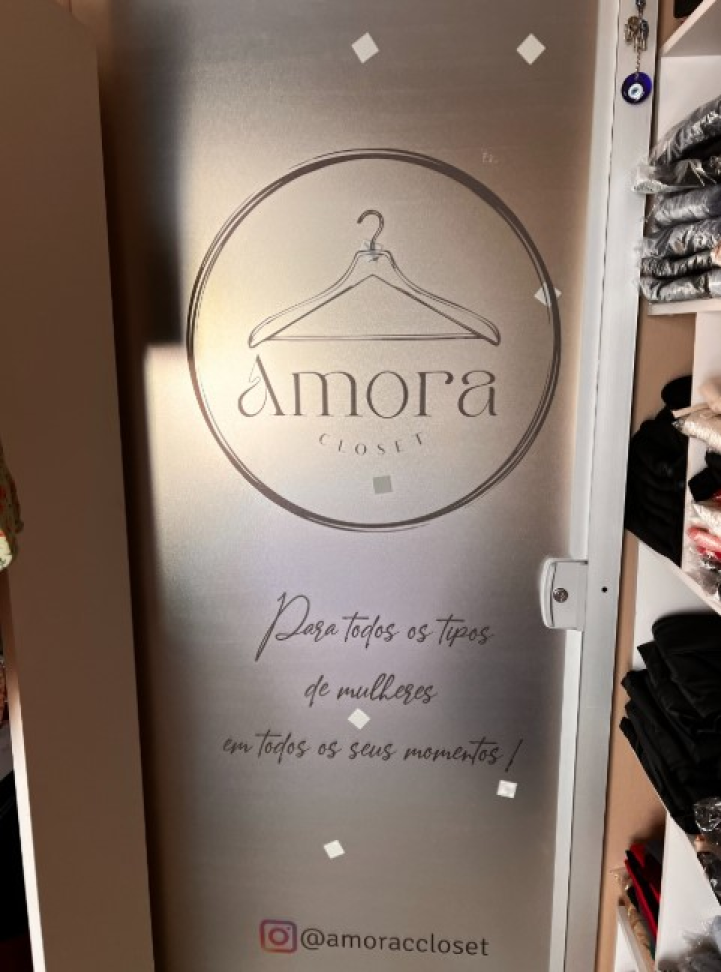 Amora
CLOSET
Para todos os tipos
de mulheres
em todos os seus momentos!
@amoraccloset